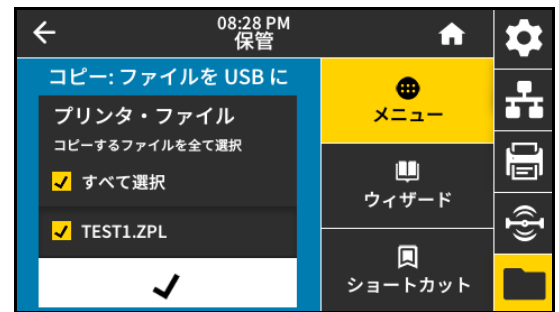 08:28 PM
保管
コピー: ファイルを USB に
プリンタ・ファイル
コピーするファイルを全て選択
すべて選択
TEST1.ZPL
メニュー
ウィザード
ショートカット